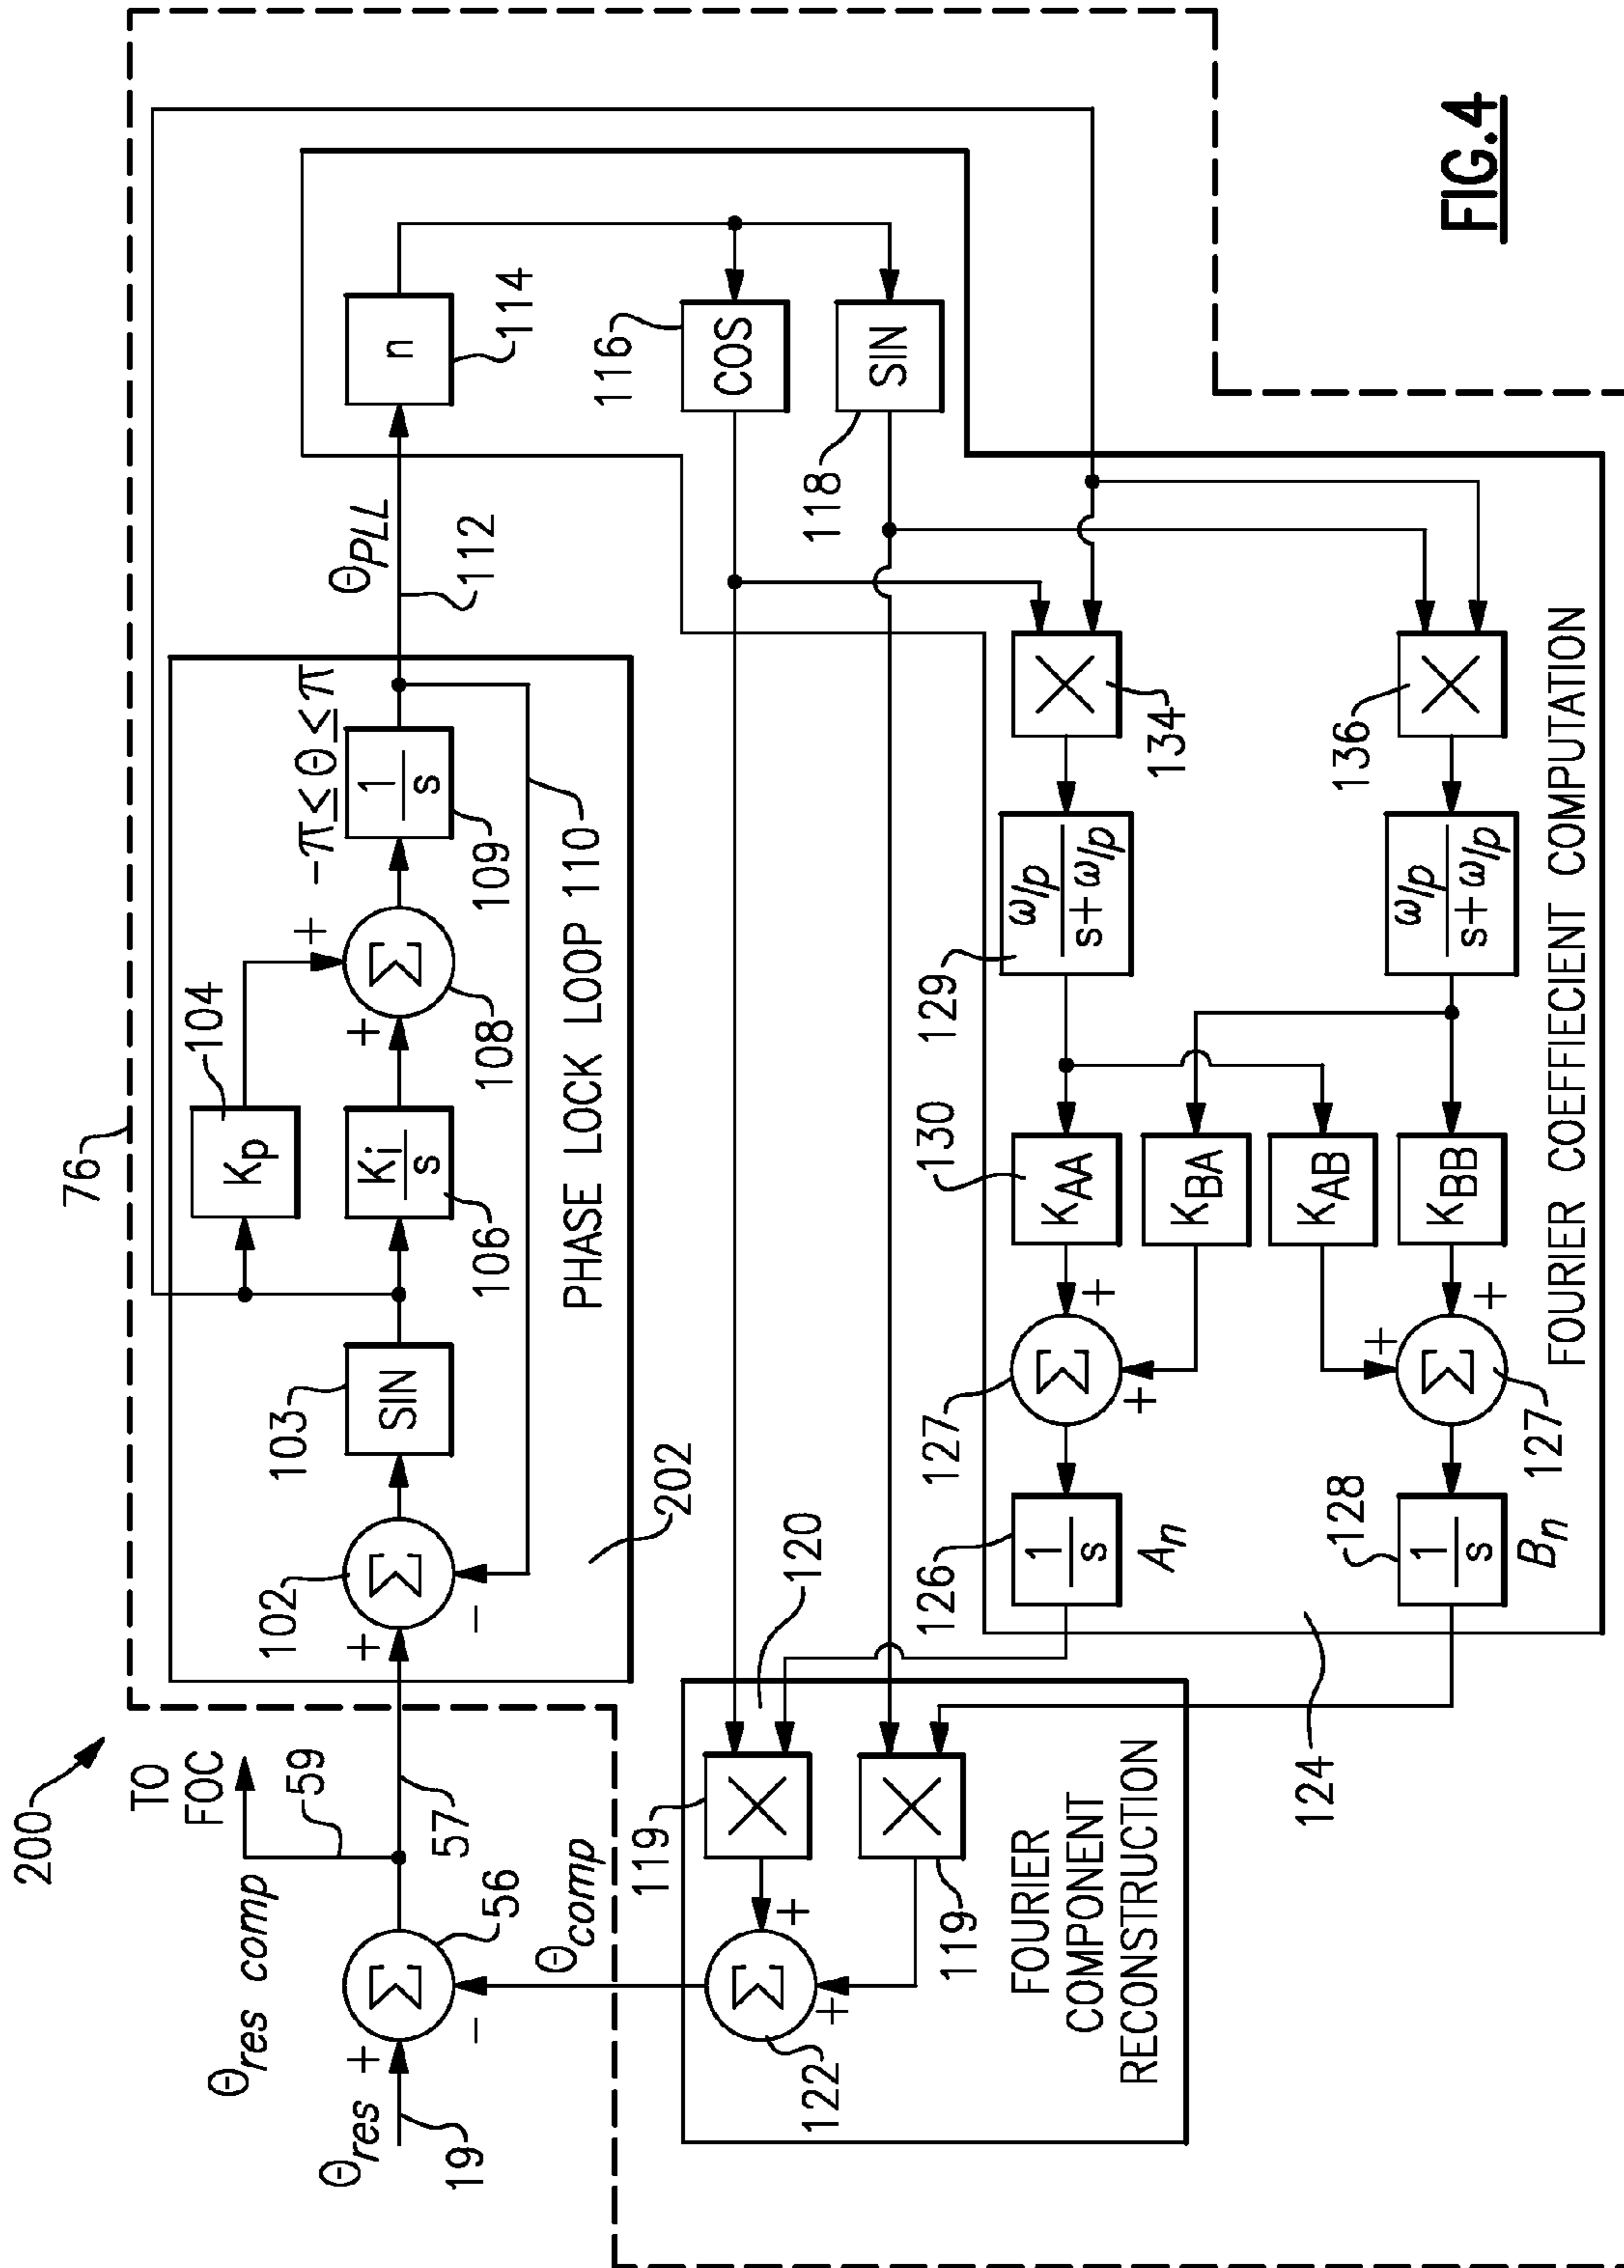 200
TO
FOC
59
57
Θres comp
Θres
+
19
56
-
Θcomp
76
102
+
-
103
SIN
104
Kp
Ki
s
106
+
+
Σ
Σ
Σ
108
-π≤Θ≤π
1
s
109
PHASE LOCK LOOP
110
202
ΘPLL
112
n
114
116
COS
118
SIN
119
119
120
Σ
+
+
122
FOURIER
COMPONENT
RECONSTRUCTION
134
136
129
ωlp
s+ωlp
ωlp
s+ωlp
130
KAA
KBA
KAB
KBB
127
Σ
+
+
Σ
+
+
127
126
1
s
An
128
1
s
Bn
124
FOURIER COEFFIECIENT COMPUTATION
FIG.4